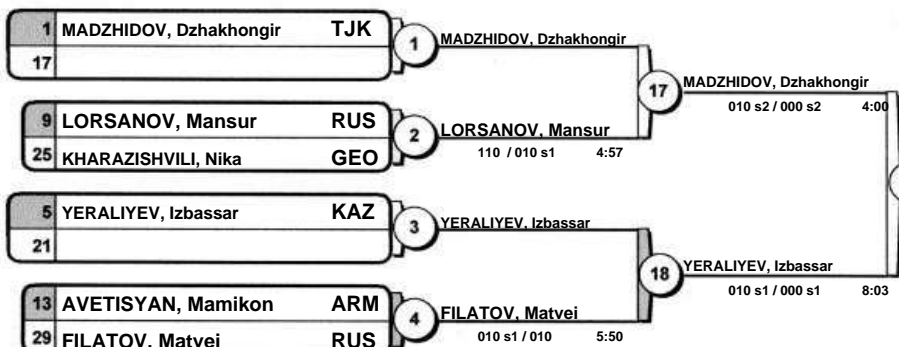 1 MADZHIDOV, Dzhakhongir TJK
17
1
MADZHIDOV, Dzhakhongir
9 LORSANOV, Mansur RUS
25 KHARAZISHVILI, Nika GEO
2
LORSANOV, Mansur
110 / 010 s1 4:57
17
MADZHIDOV, Dzhakhongir
010 s2 / 000 s2 4:00
5 YERALIYEV, Izbassar KAZ
21
3
YERALIYEV, Izbassar
13 AVETISYAN, Mamikon ARM
29 FILATOV, Matvei RUS
4
FILATOV, Matvei
010 s1 / 010 5:50
18
YERALIYEV, Izbassar
010 s1 / 000 s1 8:03